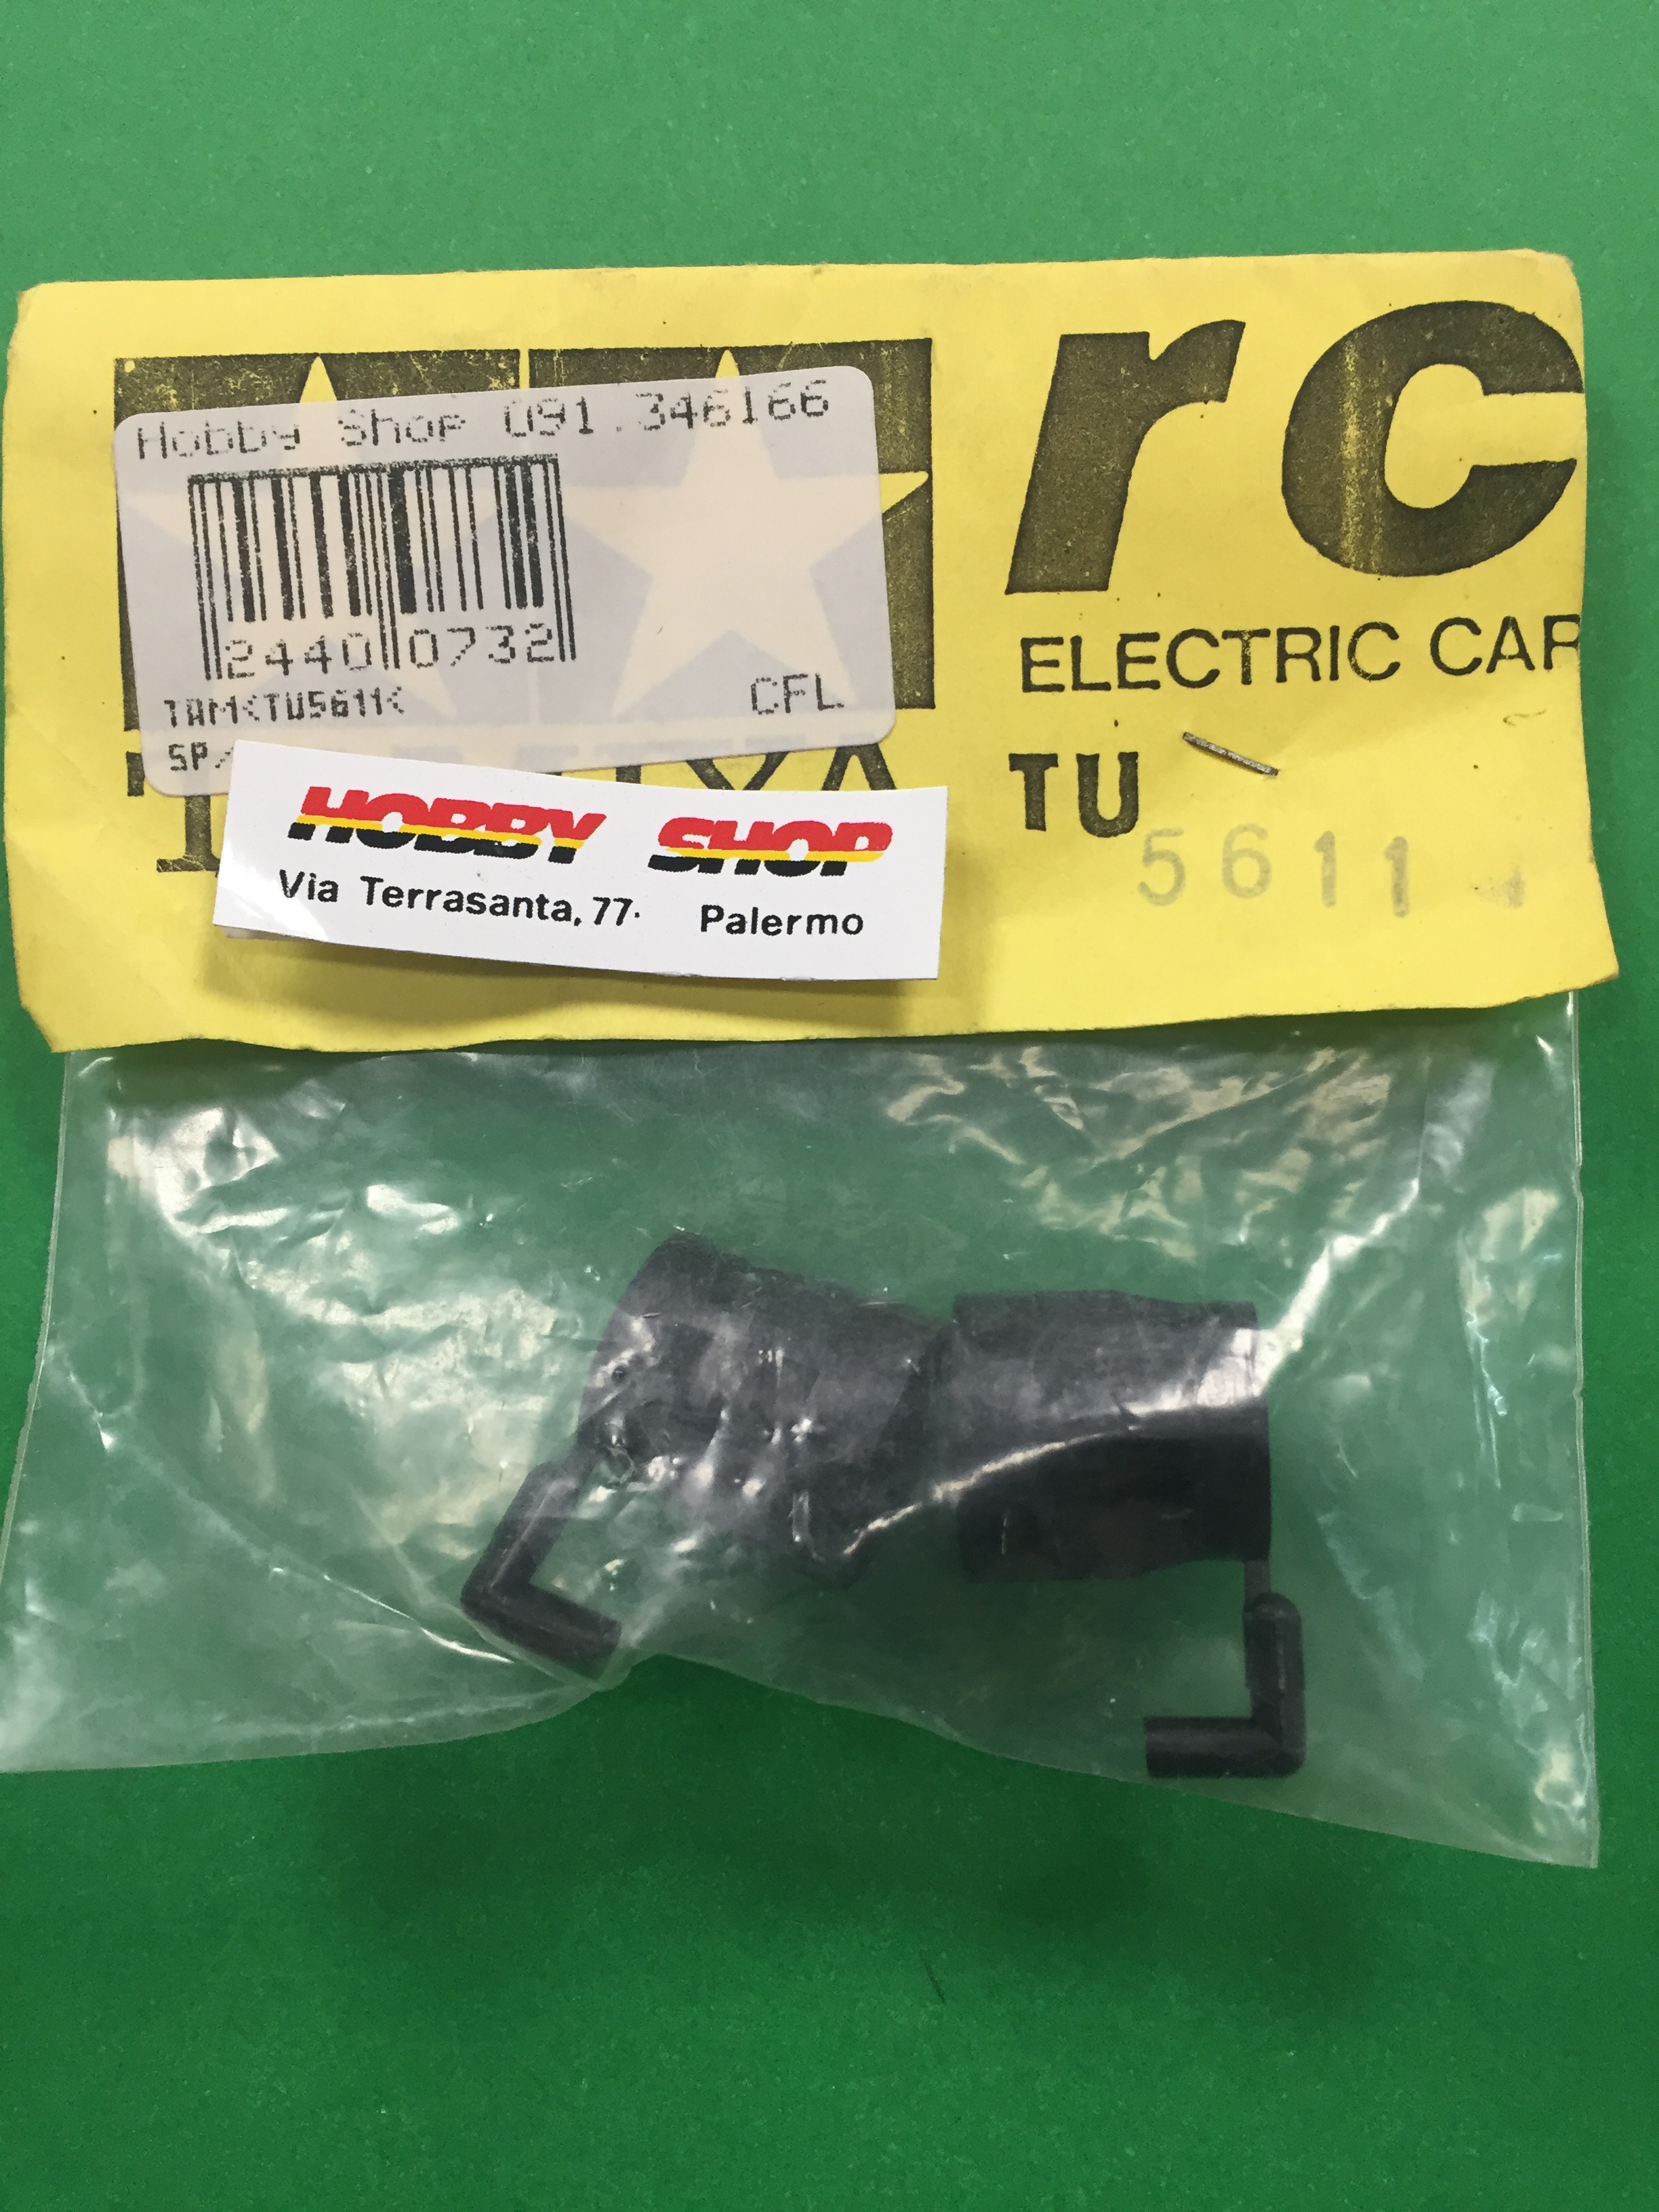 Hobby Shop 091.346166
2440 0732
TAM<TU5611<
CFL
SP/
HOBBY SHOP
Via Terrasanta, 77. Palermo
rc
ELECTRIC CAR
TU
5611